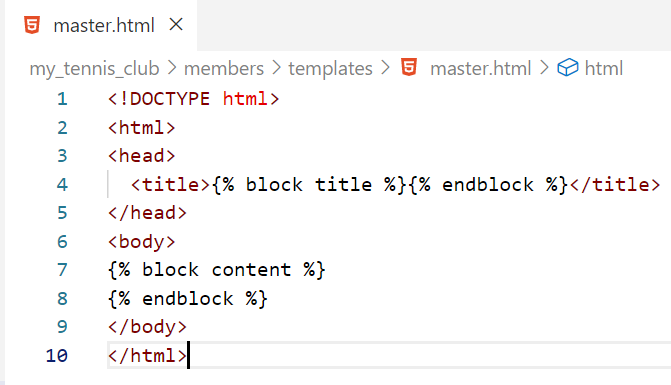 master.html
my_tennis_club > members > templates > master.html > html
1 <!DOCTYPE html>
2 <html>
3 <head>
4   <title>{% block title %}{% endblock %}</title>
5 </head>
6 <body>
7 {% block content %}
8 {% endblock %}
9 </body>
10 </html>